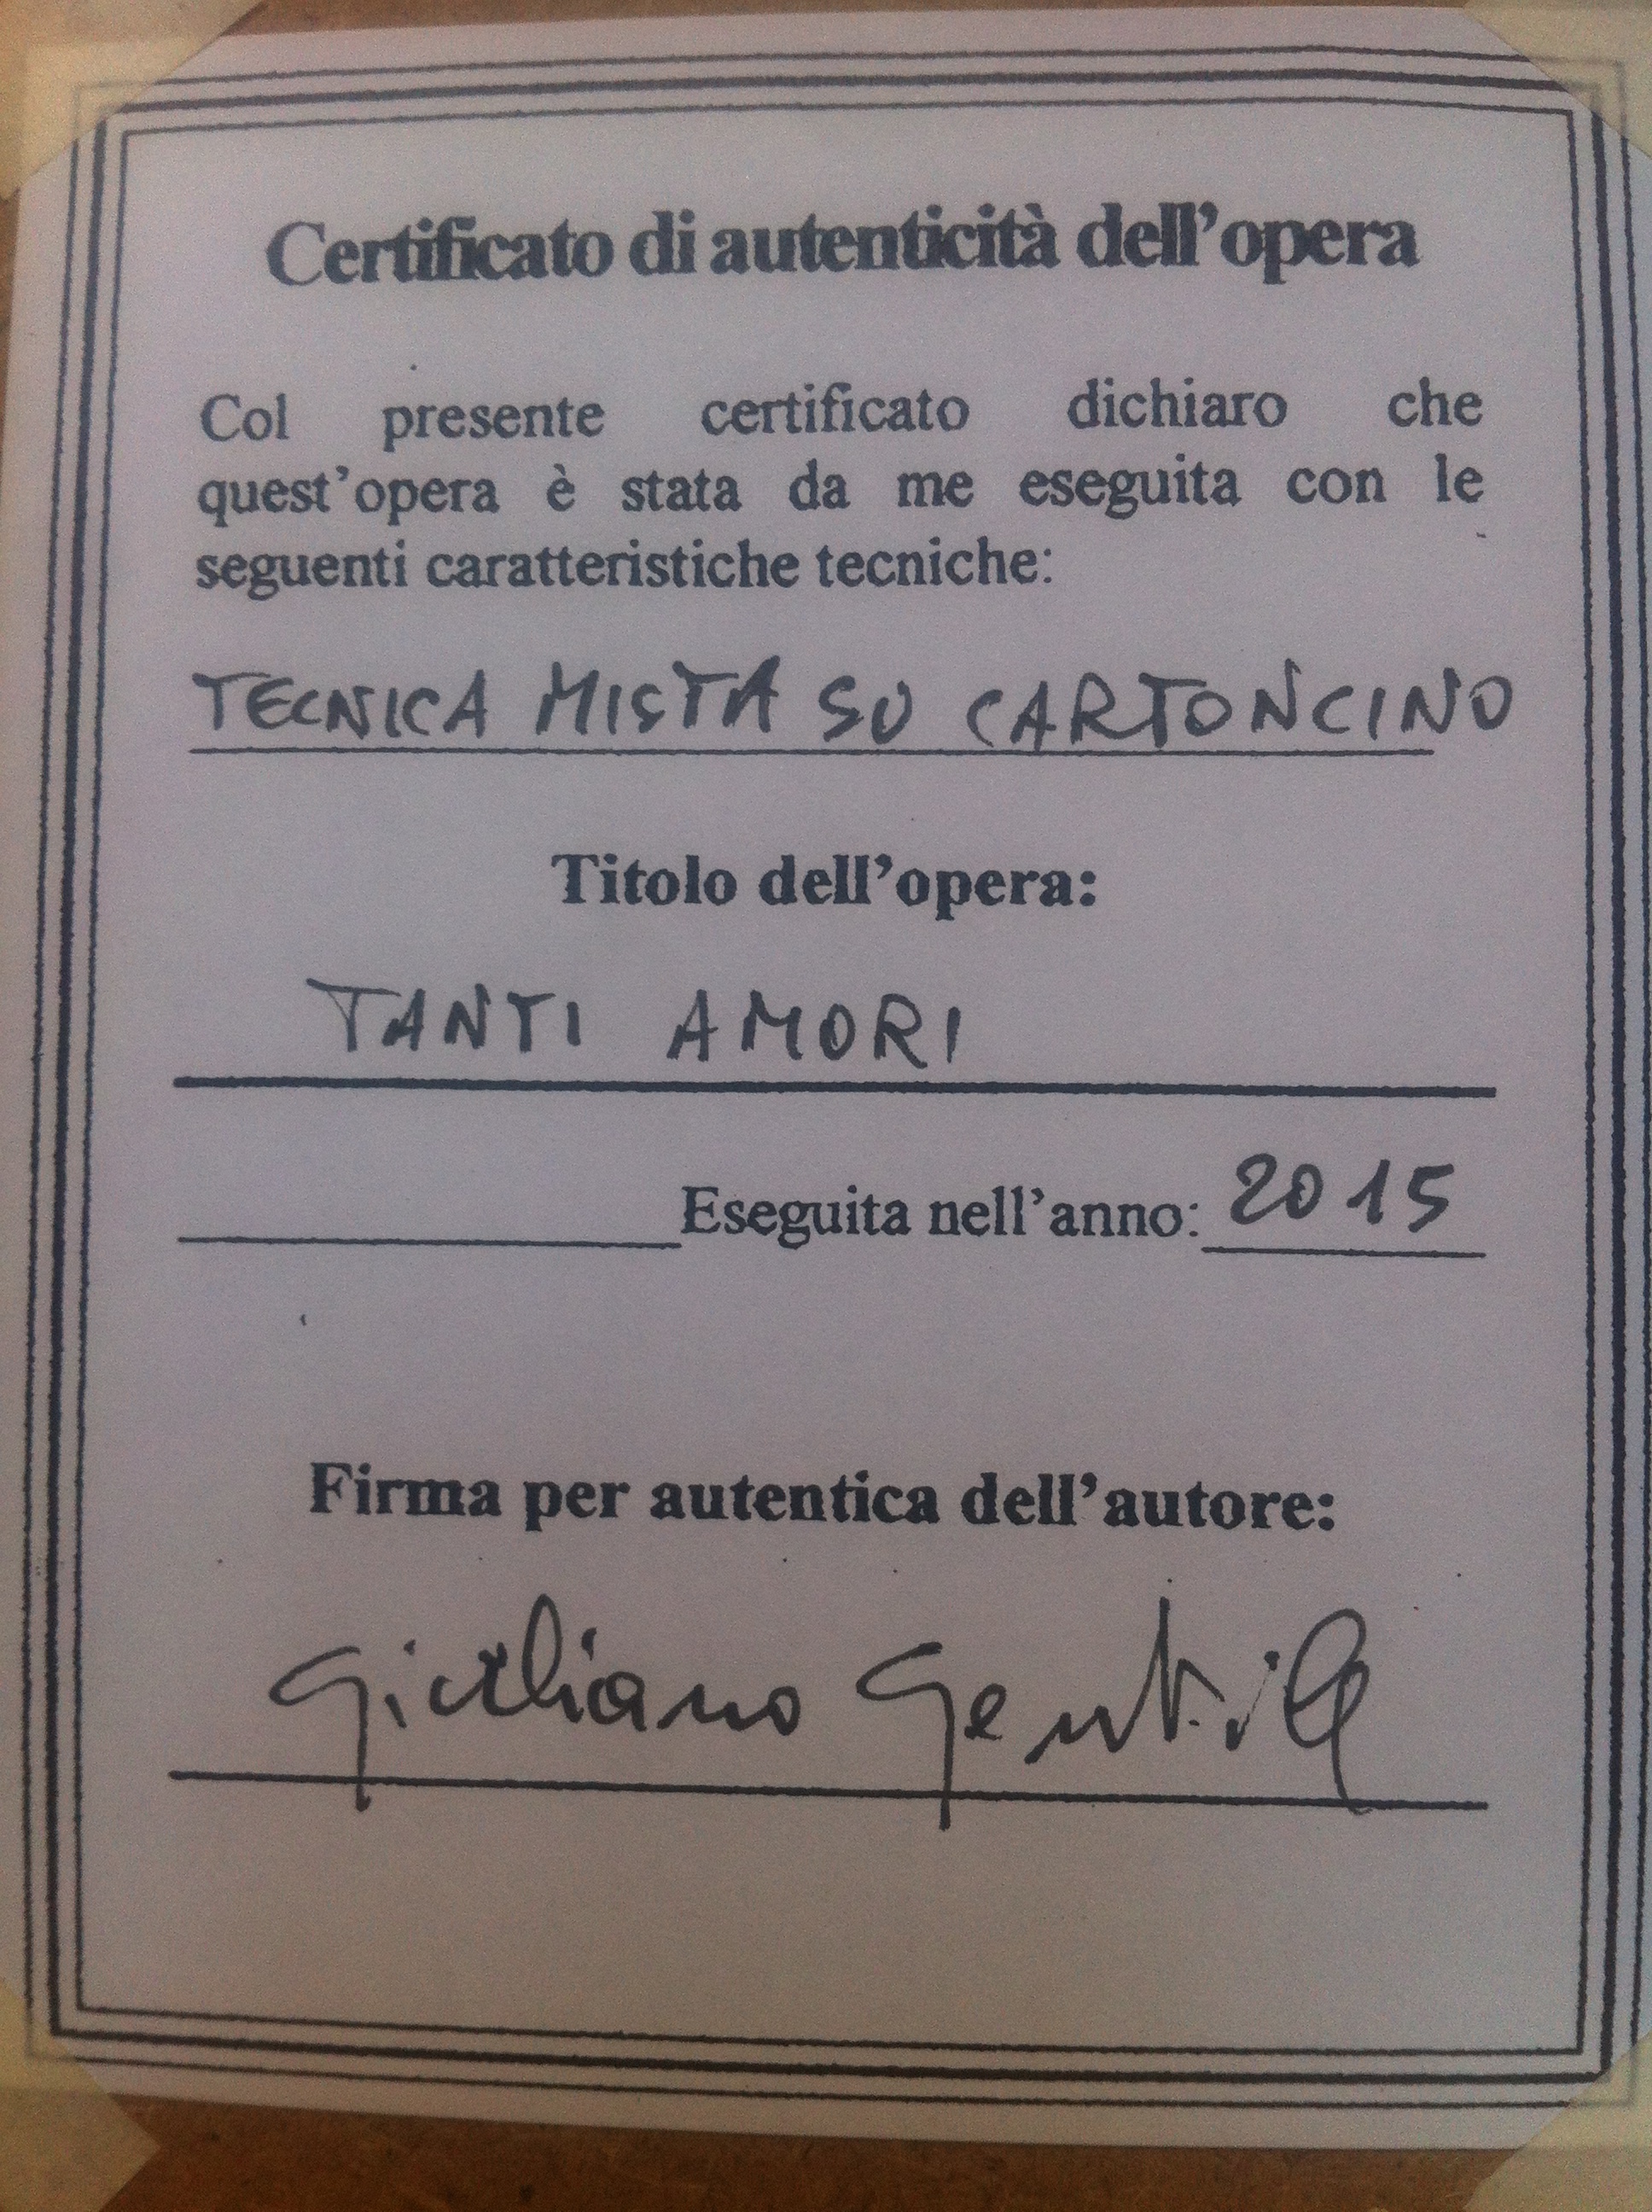 Certificato di autenticità dell'opera
Col presente certificato dichiaro che
quest'opera è stata da me eseguita con le
seguenti caratteristiche tecniche:
TECNICA MISTA SU CARTONCINO
Titolo dell'opera:
TANTI AMORI
Eseguita nell'anno: 2015
Firma per autentica dell'autore:
Giuliano Gentile